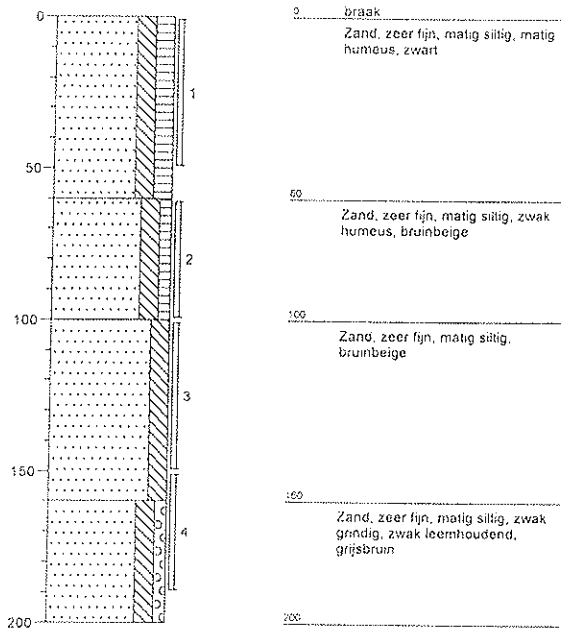 0
50
100
150
200
1
2
3
4
0 braak
Zand, zeer fijn, matig siltig, matig
humeus, zwart
60
Zand, zeer fijn, matig siltig, zwak
humeus, bruinbeige
100
Zand, zeer fijn, matig siltig,
bruinbeige
160
Zand, zeer fijn, matig siltig, zwak
grindig, zwak leemhoudend,
grijsbruin
200